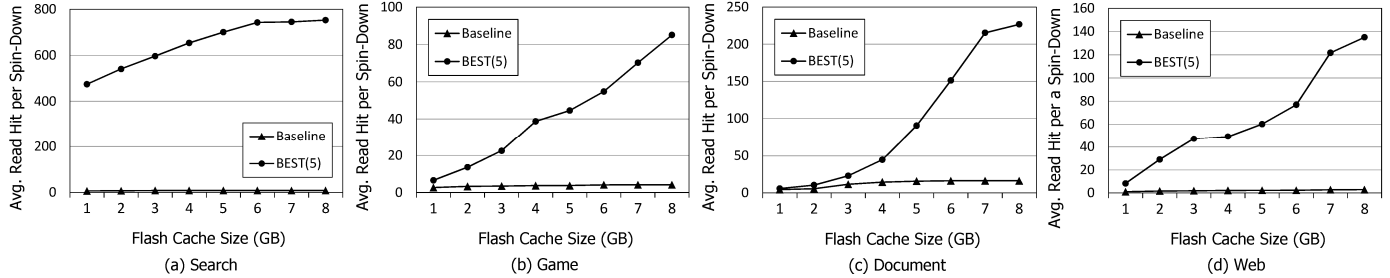 Avg. Read Hit per Spin-Down
800
600
400
200
0
Baseline
BEST(5)
1 2 3 4 5 6 7 8
Flash Cache Size (GB)
(a) Search
Avg. Read Hit per Spin-Down
100
80
60
40
20
0
Baseline
BEST(5)
1 2 3 4 5 6 7 8
Flash Cache Size (GB)
(b) Game
Avg. Read Hit per Spin-Down
250
200
150
100
50
0
Baseline
BEST(5)
1 2 3 4 5 6 7 8
Flash Cache Size (GB)
(c) Document
Avg. Read Hit per a Spin-Down
160
140
120
100
80
60
40
20
0
Baseline
BEST(5)
1 2 3 4 5 6 7 8
Flash Cache Size (GB)
(d) Web